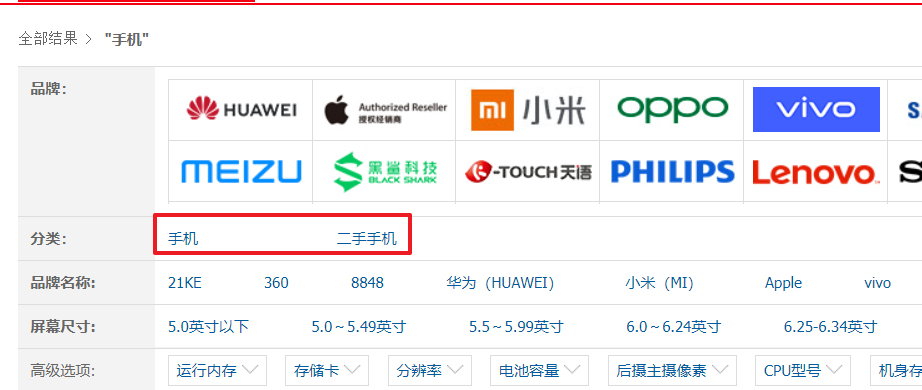 全部结果 > "手机"
品牌：
HUAWEI Authorized Reseller 授权经销商 mi 小米 oppo vivo
MEIZU 黑鲨科技 BLACK SHARK K-TOUCH天语 PHILIPS Lenovo
分类： 手机 二手手机
品牌名称： 21KE 360 8848 华为（HUAWEI） 小米（MI） Apple vivo
屏幕尺寸： 5.0英寸以下 5.0～5.49英寸 5.5～5.99英寸 6.0～6.24英寸 6.25-6.34英寸
高级选项： 运行内存 存储卡 分辨率 电池容量 后摄主摄像素 CPU型号 机身存